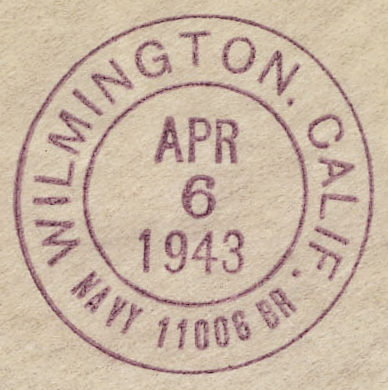 WILMINGTON, CALIF.
APR
6
1943
NAVY 11006 BR